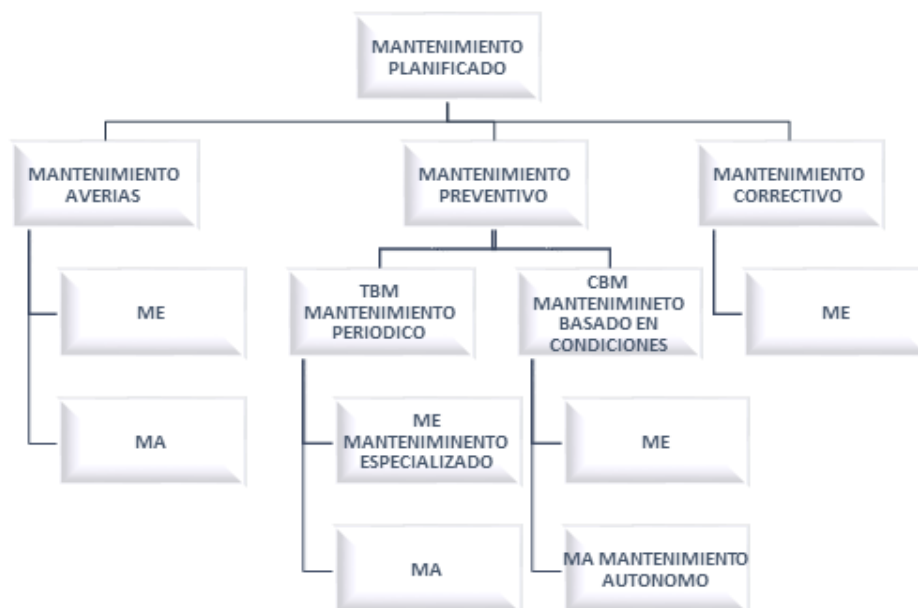 MANTENIMIENTO
PLANIFICADO
MANTENIMIENTO
AVERIAS
MANTENIMIENTO
PREVENTIVO
MANTENIMIENTO
CORRECTIVO
ME
MA
TBM
MANTENIMIENTO
PERIODICO
CBM
MANTENIMINETO
BASADO EN
CONDICIONES
ME
ME
MANTENIMINENTO
ESPECIALIZADO
MA
ME
MA MANTENIMIENTO
AUTONOMO